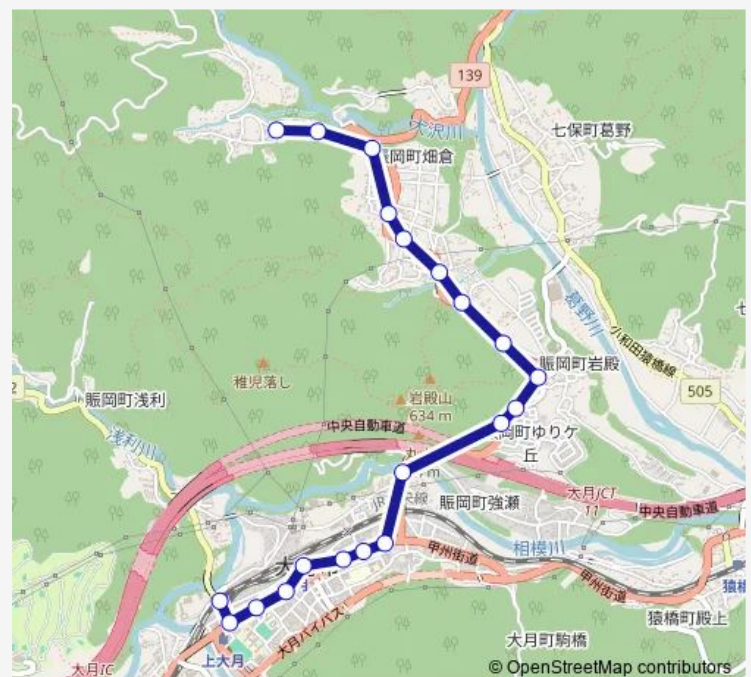 139
大沢川
七保町葛野
賑岡町畑倉
葛野川
小和田猿橋線
稚児落し
岩殿山
634 m
賑岡町岩殿
505
2
賑岡町浅利
浅利川
中央自動車道
岡町ゆりケ
丘
大月JCT
11
中央自動車道
賑岡町強瀬
相模川
甲州街道
甲州街道
猿橋町殿上
大月バイパス
大月町駒橋
上大月
大月IC
© OpenStreetMap contributors